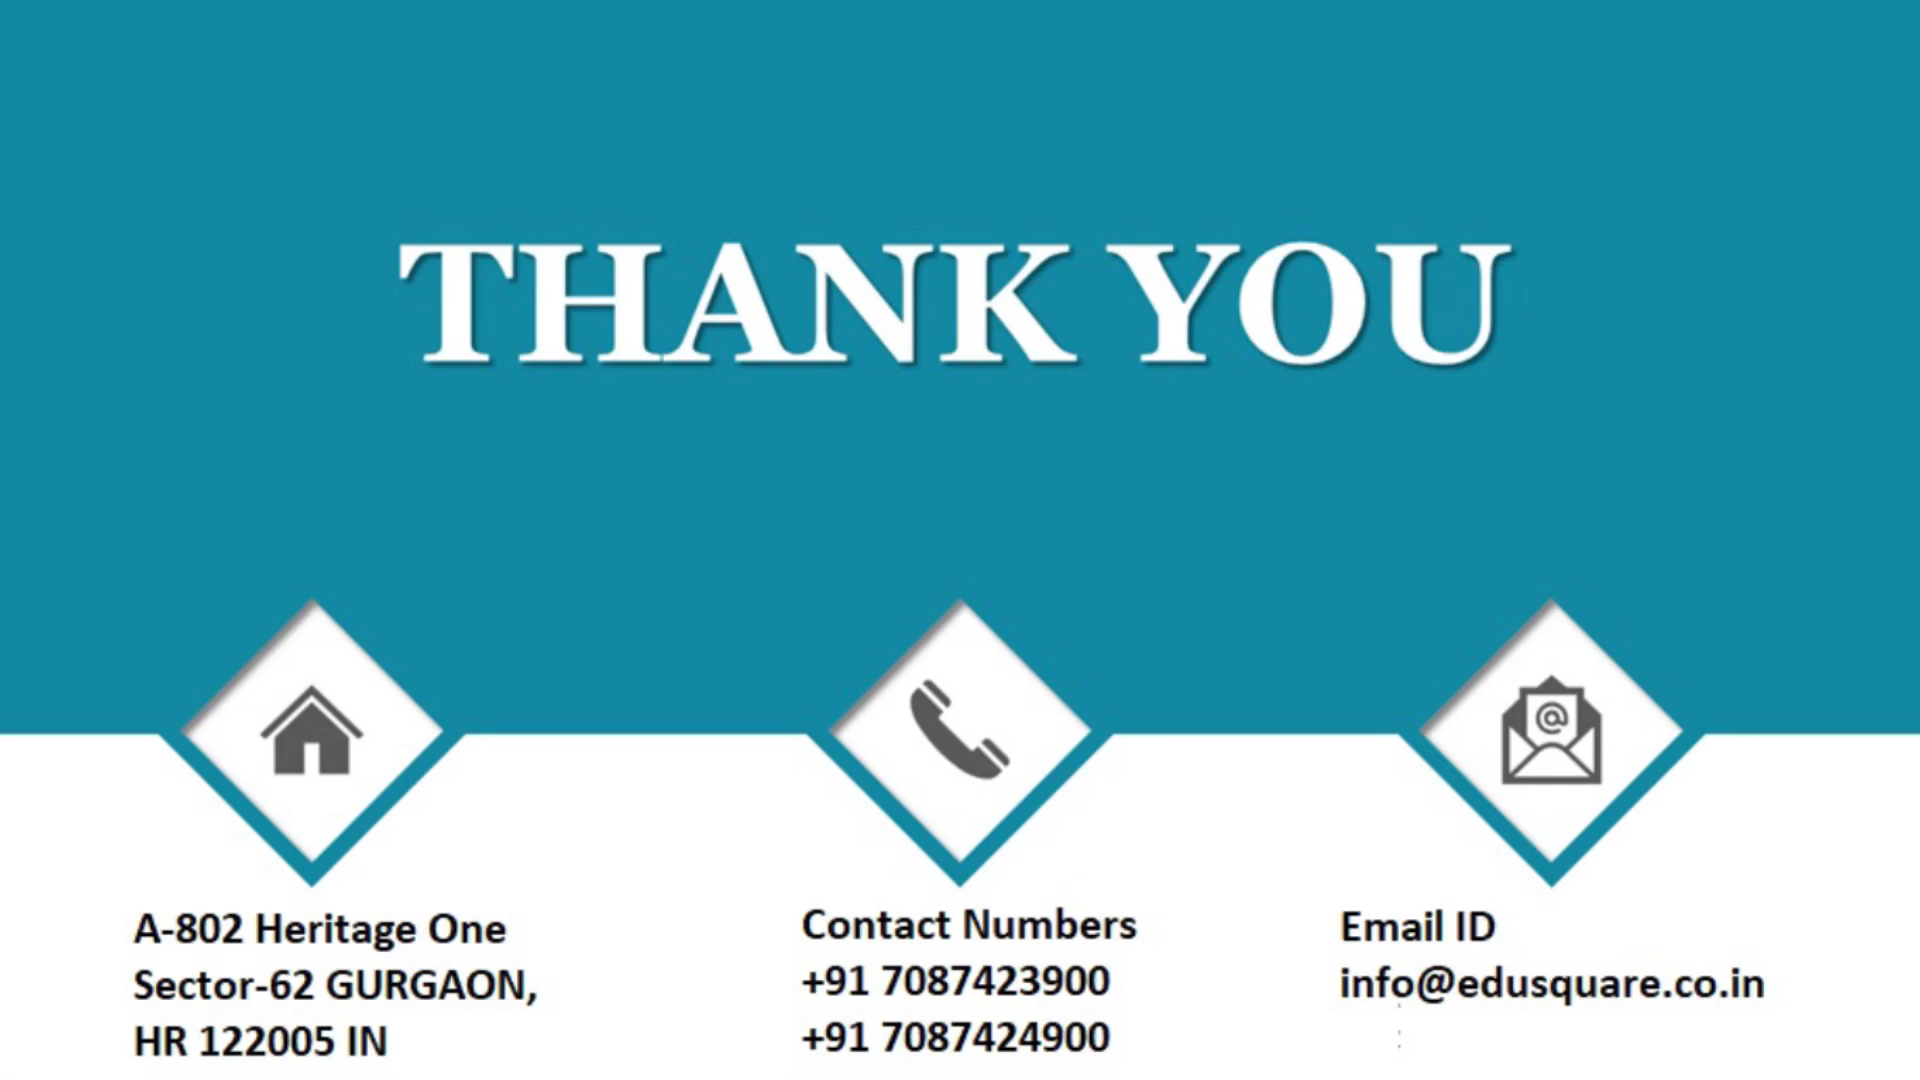 THANK YOU
A-802 Heritage One
Sector-62 GURGAON,
HR 122005 IN
Contact Numbers
+91 7087423900
+91 7087424900
Email ID
info@edusquare.co.in